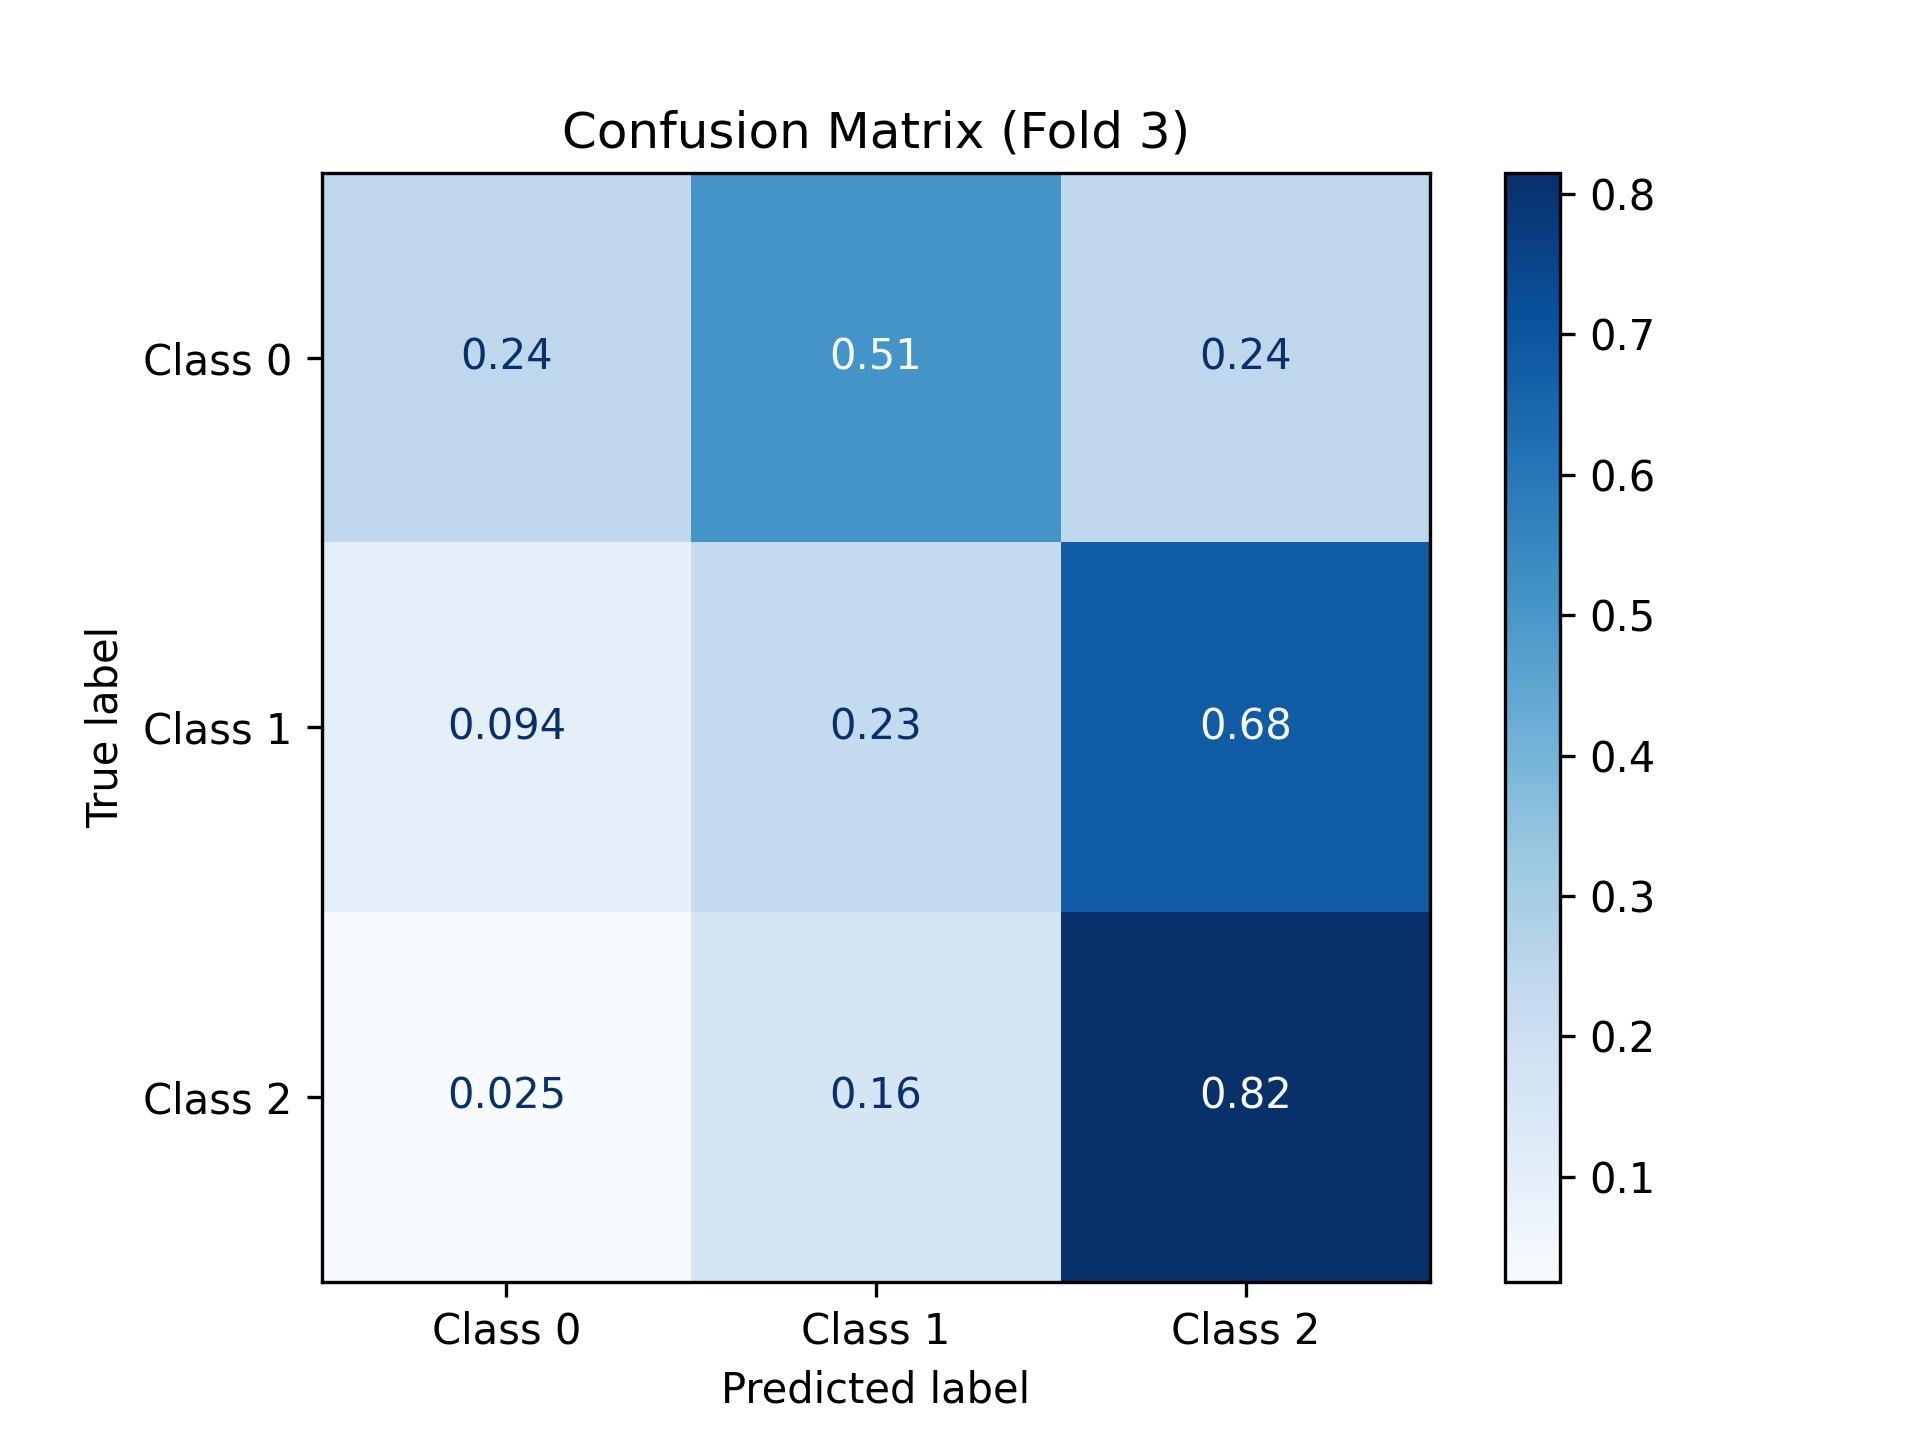 Confusion Matrix (Fold 3)
True label
Class 0
0.24 0.51 0.24
Class 1
0.094 0.23 0.68
Class 2
0.025 0.16 0.82
Class 0 Class 1 Class 2
Predicted label
0.8
0.7
0.6
0.5
0.4
0.3
0.2
0.1